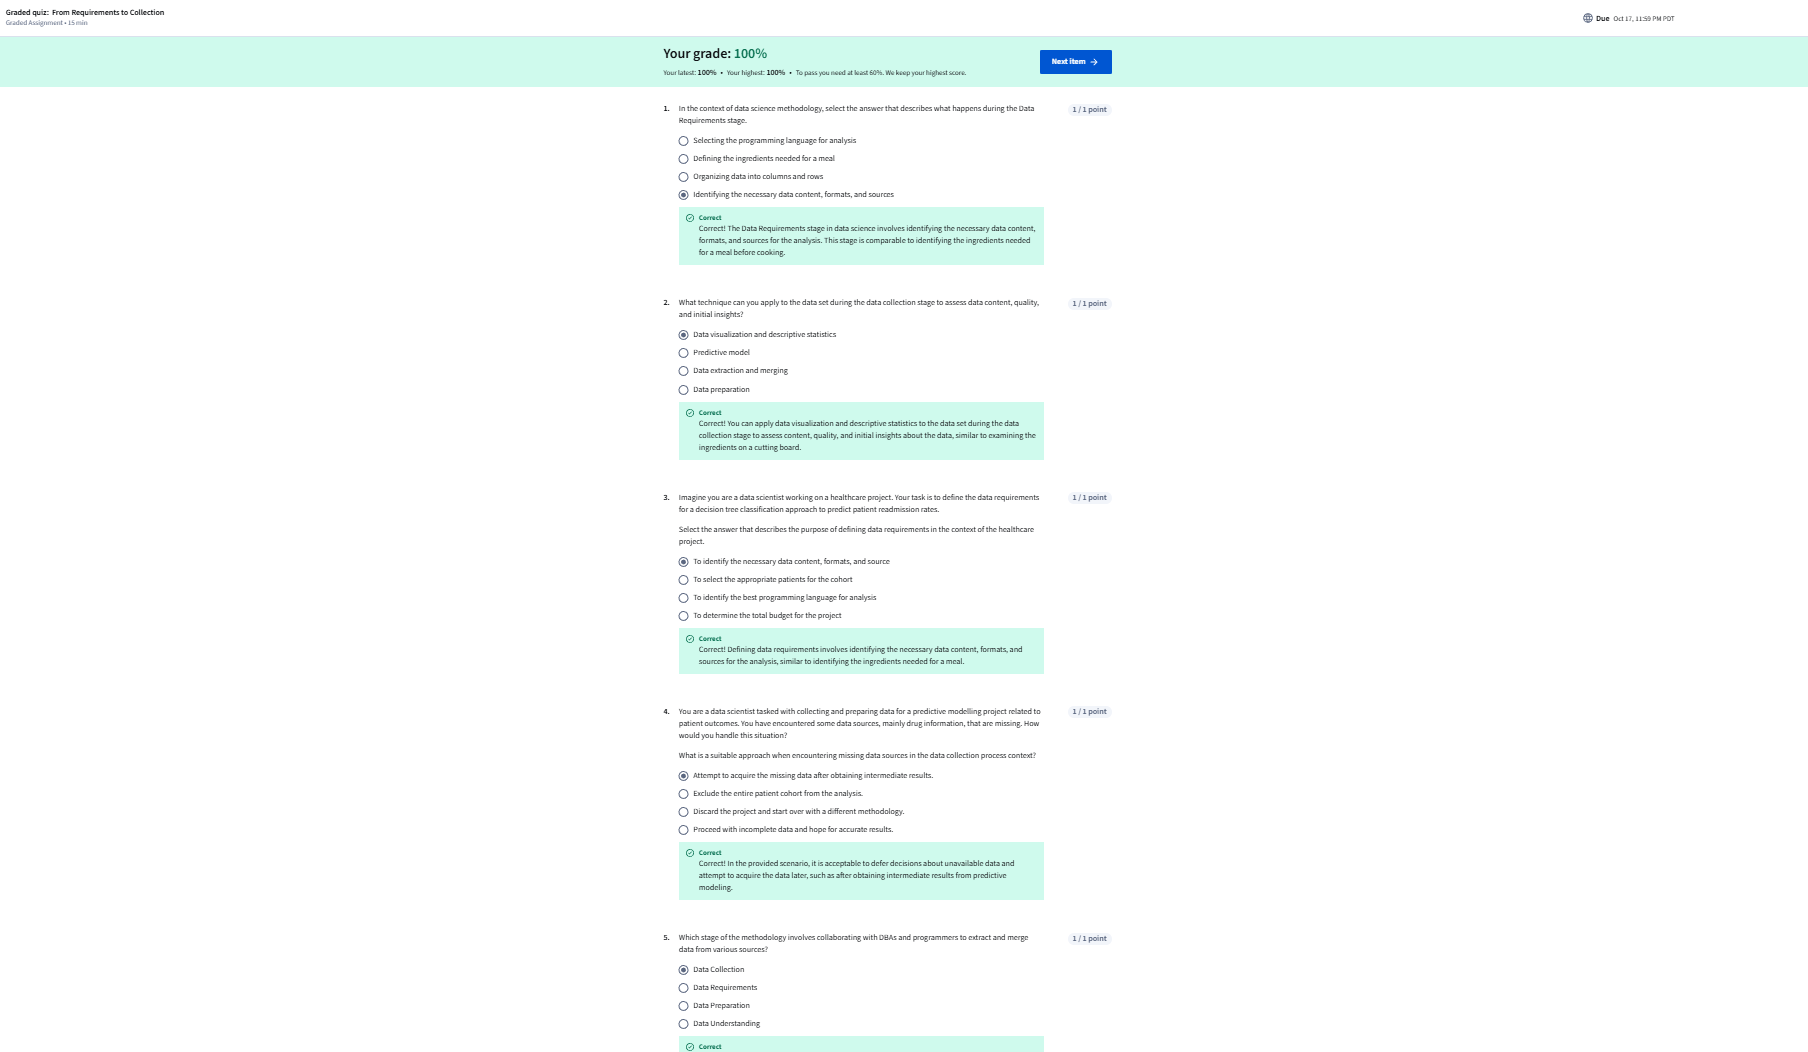 Graded quiz: From Requirements to Collection
Graded Assignment • 15 min
Due Oct 17, 11:59 PM PDT
Your grade: 100%
Your latest: 100% • Your highest: 100% • To pass you need at least 60%. We keep your highest score.
Next item →
1. In the context of data science methodology, select the answer that describes what happens during the Data
Requirements stage.
1 / 1 point
Selecting the programming language for analysis
Defining the ingredients needed for a meal
Organizing data into columns and rows
Identifying the necessary data content, formats, and sources
Correct
Correct! The Data Requirements stage in data science involves identifying the necessary data content,
formats, and sources for the analysis. This stage is comparable to identifying the ingredients needed
for a meal before cooking.
2. What technique can you apply to the data set during the data collection stage to assess data content, quality,
and initial insights?
1 / 1 point
Data visualization and descriptive statistics
Predictive model
Data extraction and merging
Data preparation
Correct
Correct! You can apply data visualization and descriptive statistics to the data set during the data
collection stage to assess content, quality, and initial insights about the data, similar to examining the
ingredients on a cutting board.
3. Imagine you are a data scientist working on a healthcare project. Your task is to define the data requirements
for a decision tree classification approach to predict patient readmission rates.
1 / 1 point
Select the answer that describes the purpose of defining data requirements in the context of the healthcare
project.
To identify the necessary data content, formats, and source
To select the appropriate patients for the cohort
To identify the best programming language for analysis
To determine the total budget for the project
Correct
Correct! Defining data requirements involves identifying the necessary data content, formats, and
sources for the analysis, similar to identifying the ingredients needed for a meal.
4. You are a data scientist tasked with collecting and preparing data for a predictive modelling project related to
patient outcomes. You have encountered some data sources, mainly drug information, that are missing. How
would you handle this situation?
1 / 1 point
What is a suitable approach when encountering missing data sources in the data collection process context?
Attempt to acquire the missing data after obtaining intermediate results.
Exclude the entire patient cohort from the analysis.
Discard the project and start over with a different methodology.
Proceed with incomplete data and hope for accurate results.
Correct
Correct! In the provided scenario, it is acceptable to defer decisions about unavailable data and
attempt to acquire the data later, such as after obtaining intermediate results from predictive
modeling.
5. Which stage of the methodology involves collaborating with DBAs and programmers to extract and merge
data from various sources?
1 / 1 point
Data Collection
Data Requirements
Data Preparation
Data Understanding
Correct